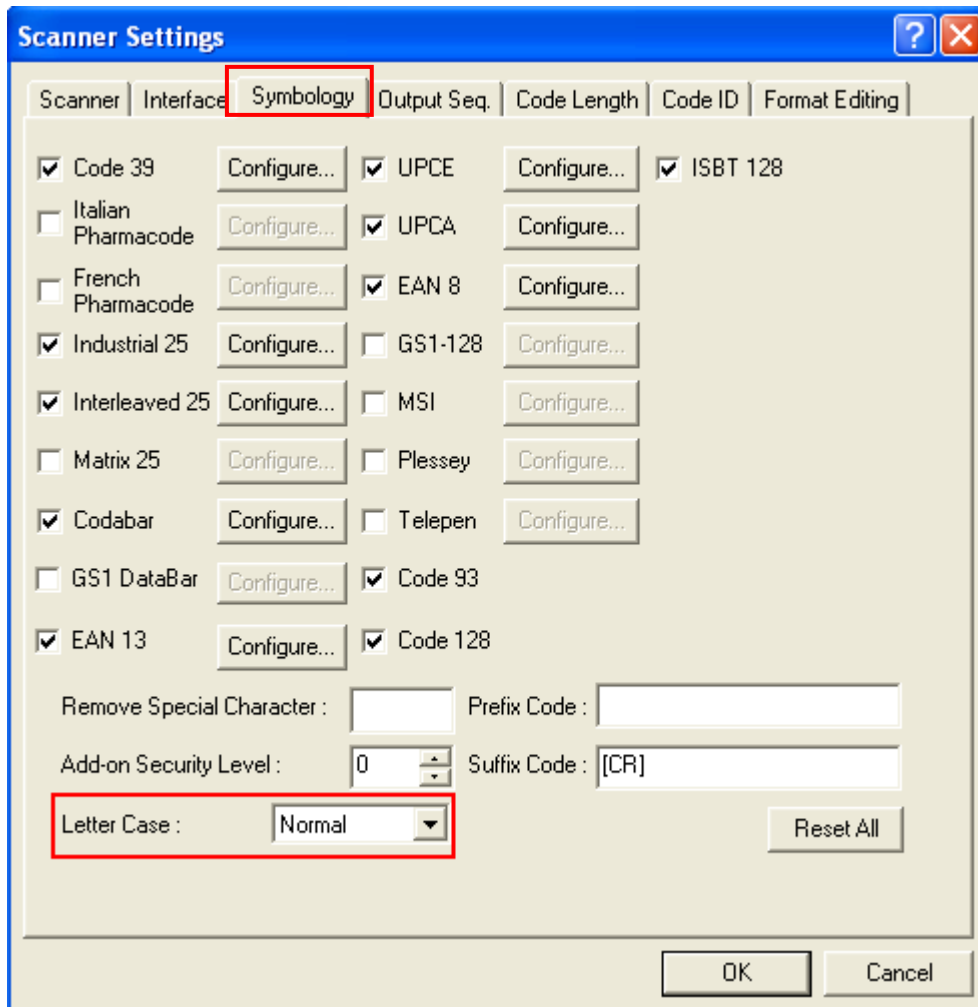 Scanner Settings
Scanner Interface Symbology Output Seq. Code Length Code ID Format Editing
Code 39 Configure... UPCE Configure... ISBT 128
Italian
Pharmacode Configure... UPCA Configure...
French
Pharmacode Configure... EAN 8 Configure...
Industrial 25 Configure... GS1-128 Configure...
Interleaved 25 Configure... MSI Configure...
Matrix 25 Configure... Plessey Configure...
Codabar Configure... Telepen Configure...
GS1 DataBar Configure... Code 93
EAN 13 Configure... Code 128
Remove Special Character : Prefix Code :
Add-on Security Level : 0 Suffix Code : [CR]
Letter Case : Normal Reset All
OK Cancel